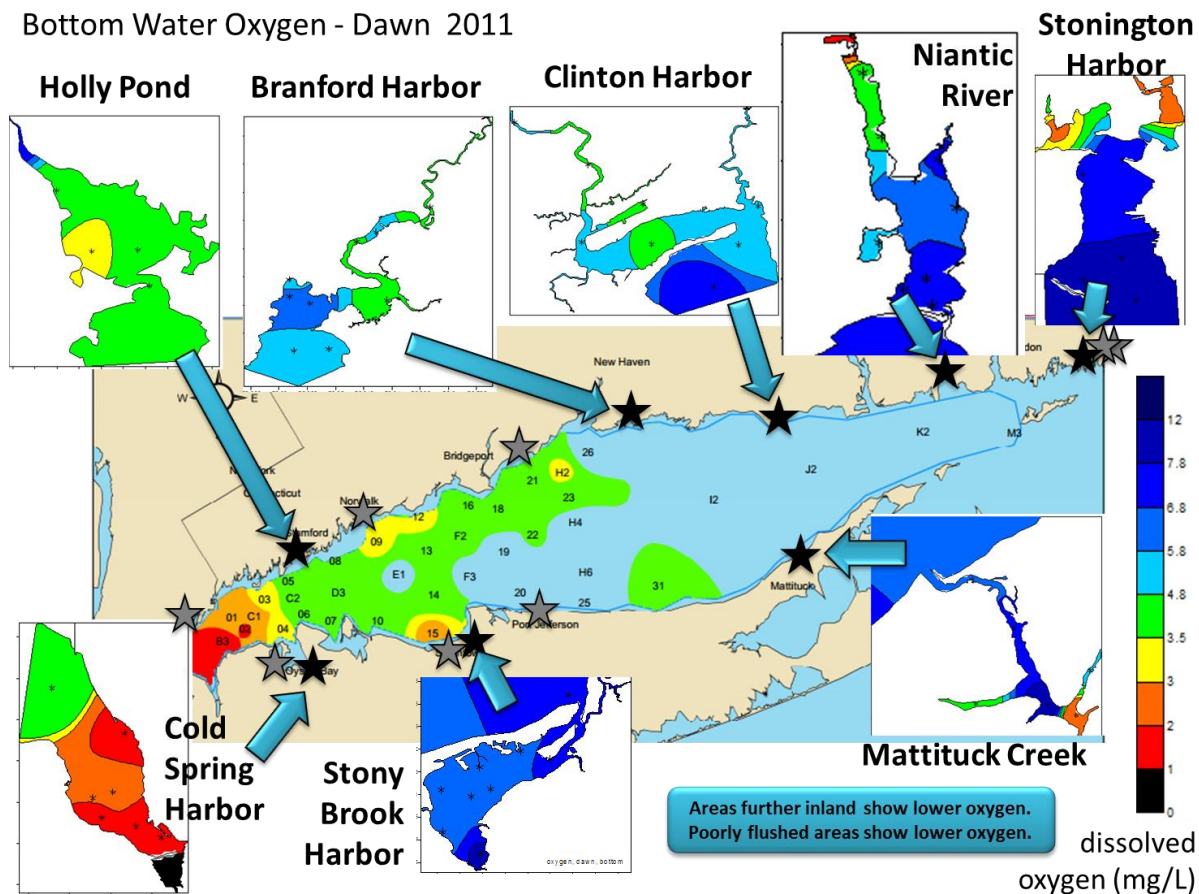 Bottom Water Oxygen - Dawn 2011
Holly Pond
Branford Harbor
Clinton Harbor
Niantic
River
Stonington
Harbor
W
E
New Haven
Bridgeport
Norwalk
Stamford
Mattituck
Oyster Bay
26
K2
M3
H2
21
J2
23
16
18
I2
12
H4
F2
22
09
13
19
08
E1
F3
H6
31
05
C2
D3
14
20
25
03
06
01
C1
07
10
02
04
15
B3
12
7.8
6.8
5.8
4.8
3.5
3
2
1
0
Cold
Spring
Harbor
Stony
Brook
Harbor
oxygen, dawn, bottom
Mattituck Creek
Areas further inland show lower oxygen.
Poorly flushed areas show lower oxygen.
dissolved
oxygen (mg/L)